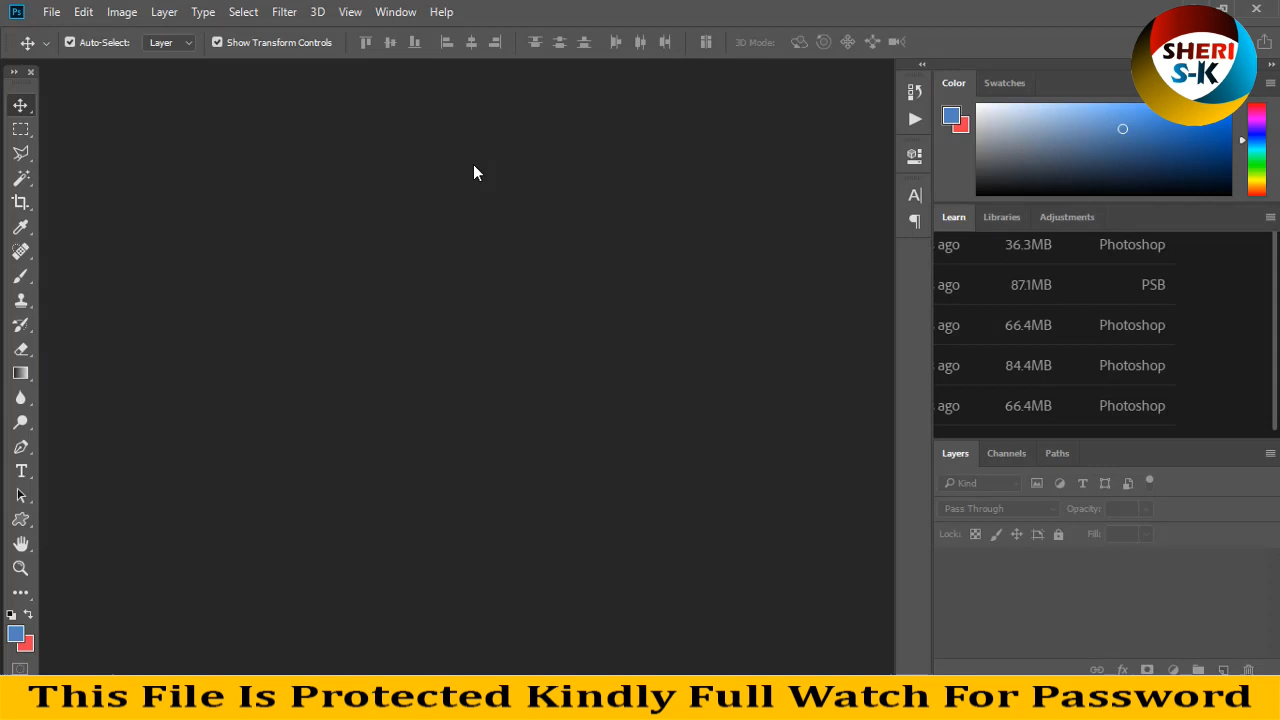 Ps File Edit Image Layer Type Select Filter 3D View Window Help
Auto-Select: Layer Show Transform Controls 3D Mode:
SHERI
S-K
Color Swatches
Learn Libraries Adjustments
ago 36.3MB Photoshop
ago 87.1MB PSB
ago 66.4MB Photoshop
ago 84.4MB Photoshop
ago 66.4MB Photoshop
Layers Channels Paths
Kind
Pass Through Opacity:
Lock: Fill:
This File Is Protected Kindly Full Watch For Password